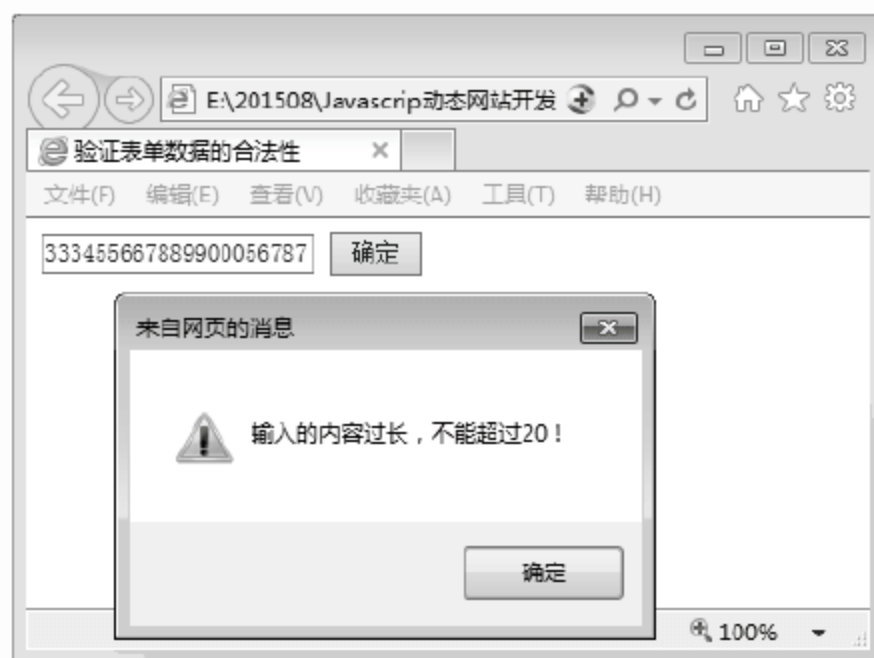 E:\201508\Javascrip动态网站开发
验证表单数据的合法性
文件(F) 编辑(E) 查看(V) 收藏夹(A) 工具(T) 帮助(H)
333455667889900056787 确定
来自网页的消息
输入的内容过长，不能超过20！
确定
100%